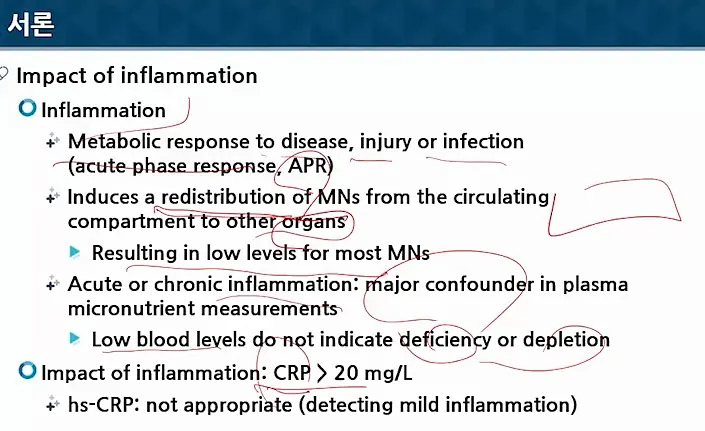 서론
Impact of inflammation
Inflammation
Metabolic response to disease, injury or infection
(acute phase response, APR)
Induces a redistribution of MNs from the circulating
compartment to other organs
Resulting in low levels for most MNs
Acute or chronic inflammation: major confounder in plasma
micronutrient measurements
Low blood levels do not indicate deficiency or depletion
Impact of inflammation: CRP > 20 mg/L
hs-CRP: not appropriate (detecting mild inflammation)